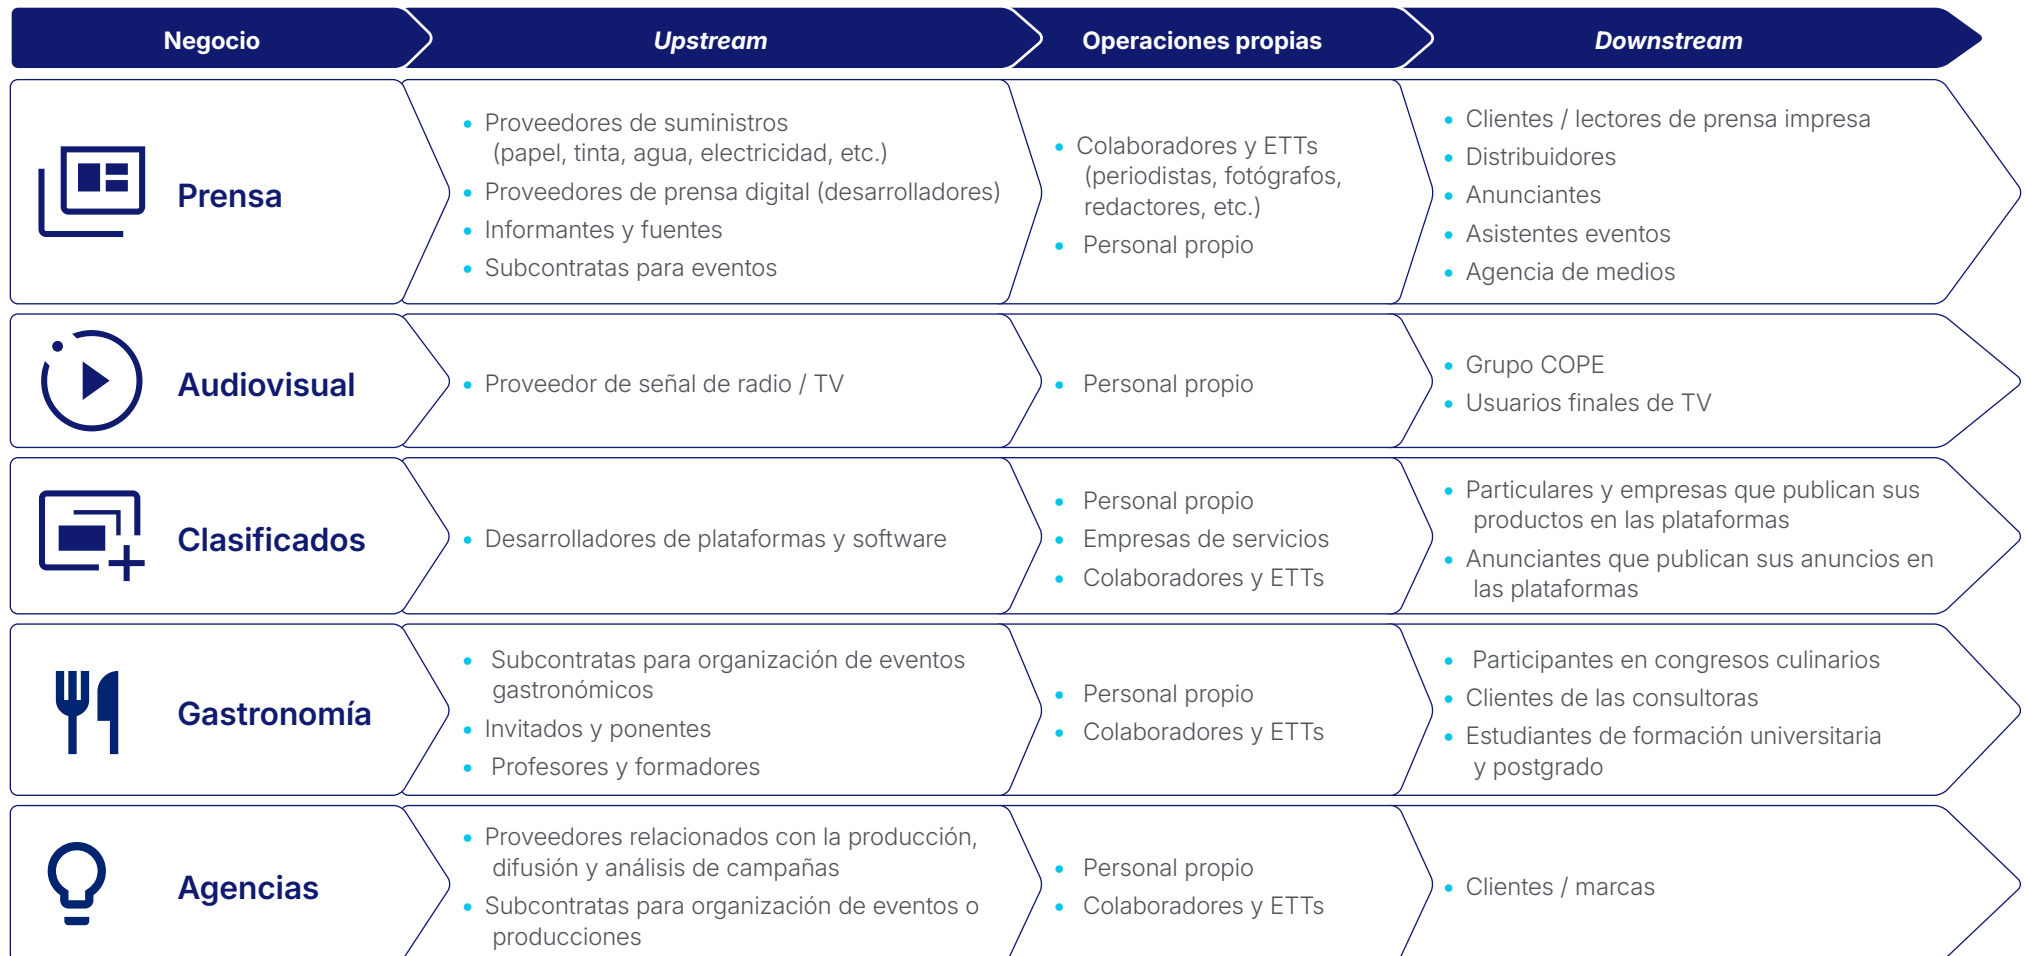 Negocio
Upstream
Operaciones propias
Downstream
Prensa
• Proveedores de suministros
(papel, tinta, agua, electricidad, etc.)
• Proveedores de prensa digital (desarrolladores)
• Informantes y fuentes
• Subcontratas para eventos
• Colaboradores y ETTs
(periodistas, fotógrafos,
redactores, etc.)
• Personal propio
• Clientes / lectores de prensa impresa
• Distribuidores
• Anunciantes
• Asistentes eventos
• Agencia de medios
Audiovisual
• Proveedor de señal de radio / TV
• Personal propio
• Grupo COPE
• Usuarios finales de TV
Clasificados
• Desarrolladores de plataformas y software
• Personal propio
• Empresas de servicios
• Colaboradores y ETTs
• Particulares y empresas que publican sus
productos en las plataformas
• Anunciantes que publican sus anuncios en
las plataformas
Gastronomía
• Subcontratas para organización de eventos
gastronómicos
• Invitados y ponentes
• Profesores y formadores
• Personal propio
• Colaboradores y ETTs
• Participantes en congresos culinarios
• Clientes de las consultoras
• Estudiantes de formación universitaria
y postgrado
Agencias
• Proveedores relacionados con la producción,
difusión y análisis de campañas
• Subcontratas para organización de eventos o
producciones
• Personal propio
• Colaboradores y ETTs
• Clientes / marcas